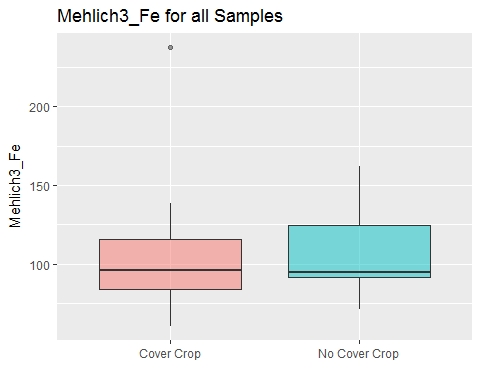 Mehlich3_Fe for all Samples
Mehlich3_Fe
200
150
100
Cover Crop
No Cover Crop